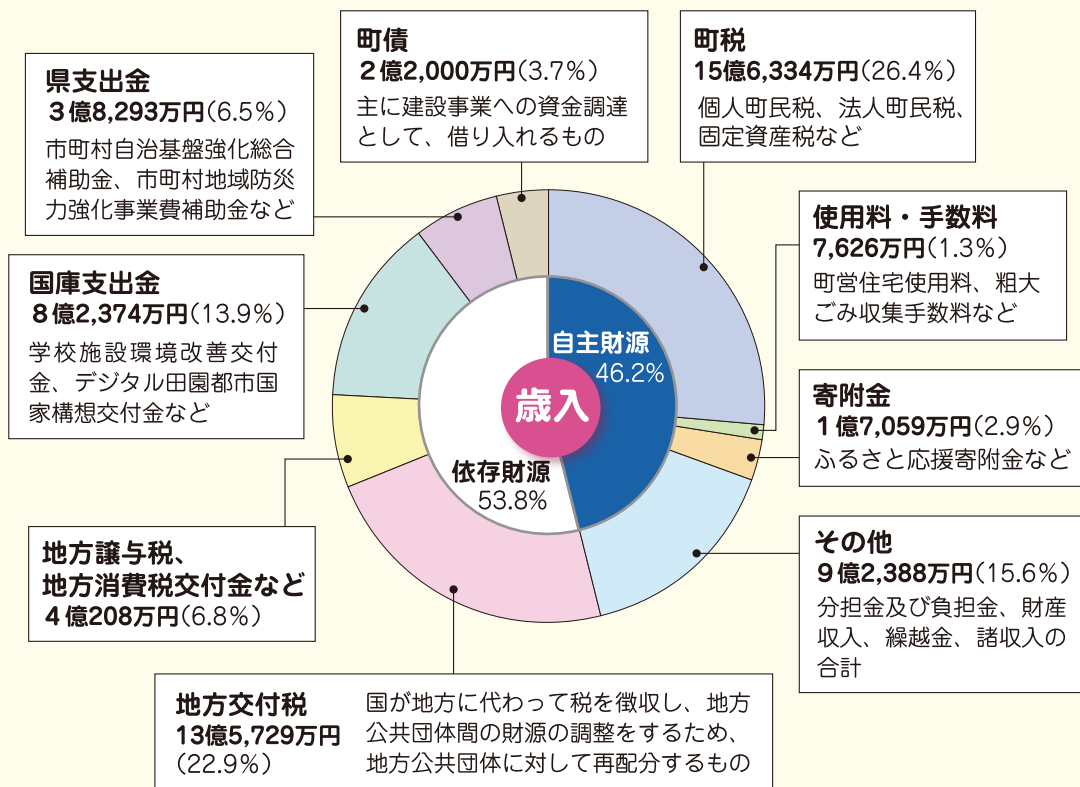 町債
2億2,000万円(3.7%)
主に建設事業への資金調達
として、借り入れるもの
町税
15億6,334万円(26.4%)
個人町民税、法人町民税、
固定資産税など
県支出金
3億8,293万円(6.5%)
市町村自治基盤強化総合
補助金、市町村地域防災
力強化事業費補助金など
使用料・手数料
7,626万円(1.3%)
町営住宅使用料、粗大
ごみ収集手数料など
国庫支出金
8億2,374万円(13.9%)
学校施設環境改善交付
金、デジタル田園都市国
家構想交付金など
自主財源
46.2%
歳入
依存財源
53.8%
寄附金
1億7,059万円(2.9%)
ふるさと応援寄附金など
地方譲与税、
地方消費税交付金など
4億208万円(6.8%)
その他
9億2,388万円(15.6%)
分担金及び負担金、財産
収入、繰越金、諸収入の
合計
地方交付税
13億5,729万円
(22.9%)
国が地方に代わって税を徴収し、地方
公共団体間の財源の調整をするため、
地方公共団体に対して再配分するもの